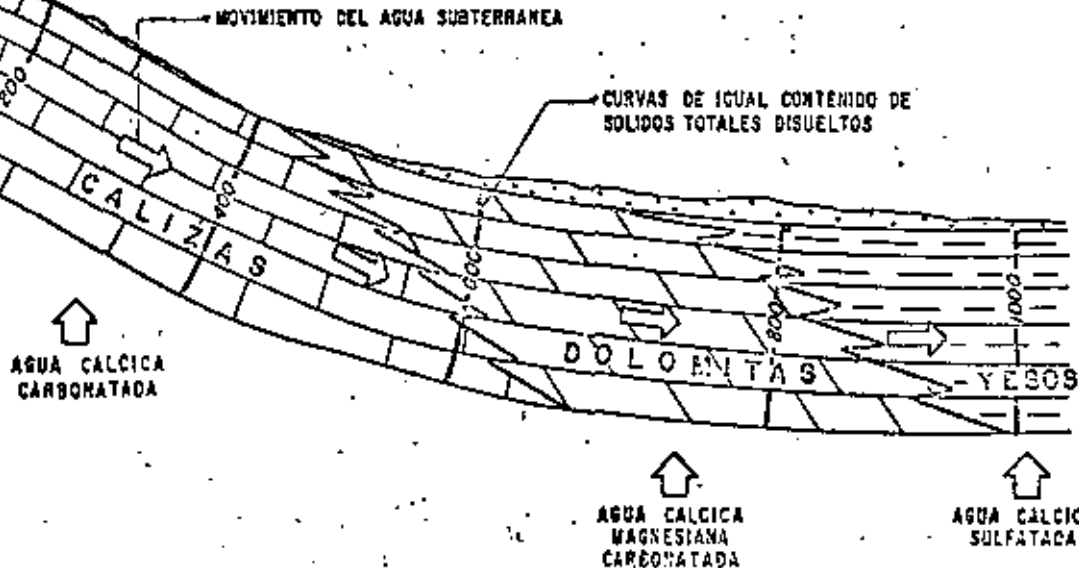 MOVIMIENTO DEL AGUA SUBTERRANEA
CURVAS DE IGUAL CONTENIDO DE
SOLIDOS TOTALES DISUELTOS
200
400
600
800
1000
CALIZAS
DOLOMITAS
YESOS
AGUA CALCICA
CARBONATADA
AGUA CALCICA
MAGNESIANA
CARBONATADA
AGUA CALCIC
SULFATADA